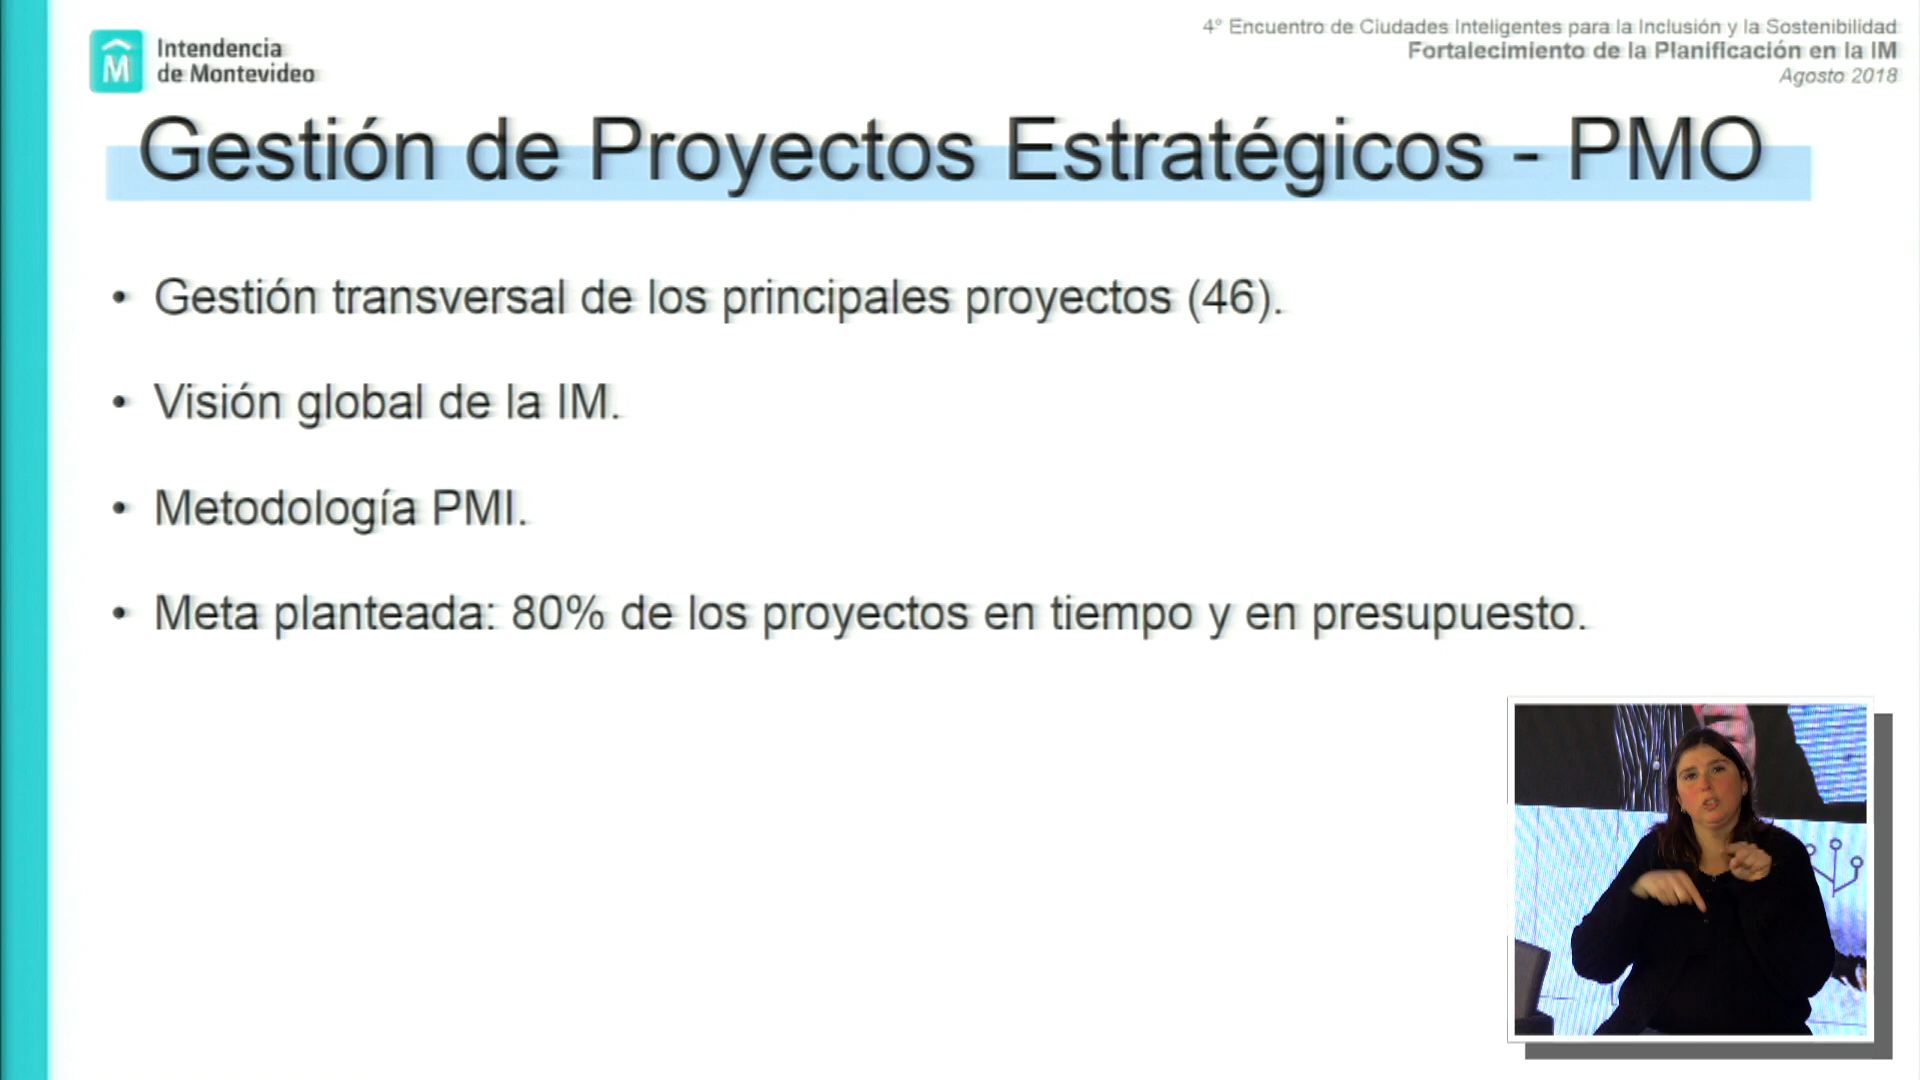 Intendencia
de Montevideo
4° Encuentro de Ciudades Inteligentes para la Inclusión y la Sostenibilidad
Fortalecimiento de la Planificación en la IM
Agosto 2018
Gestión de Proyectos Estratégicos - PMO
• Gestión transversal de los principales proyectos (46).
• Visión global de la IM.
• Metodología PMI.
• Meta planteada: 80% de los proyectos en tiempo y en presupuesto.